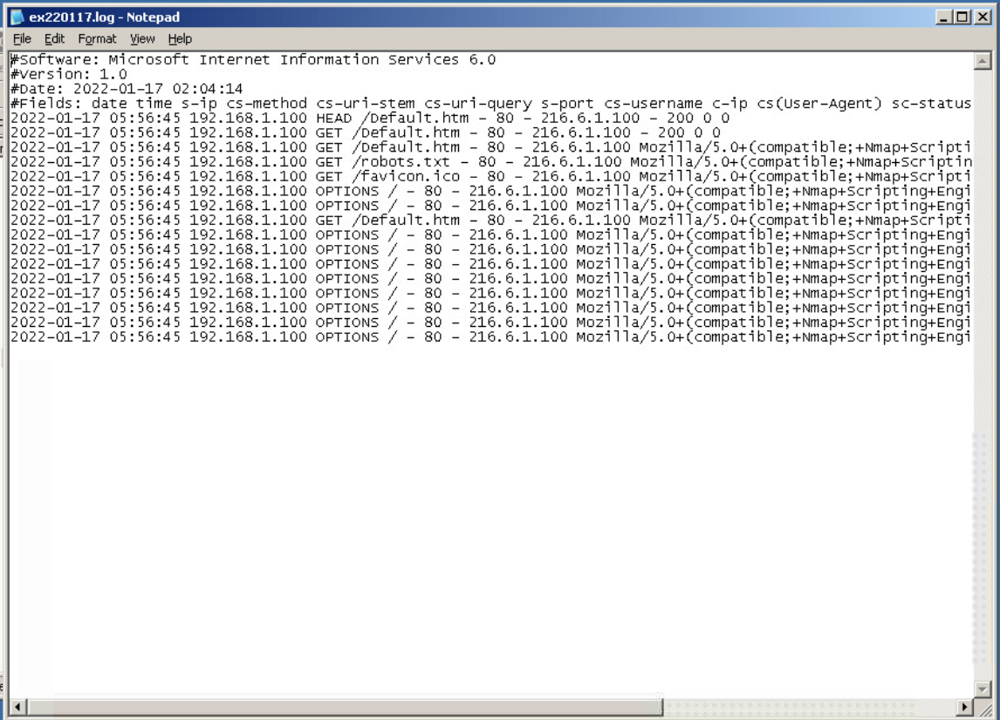 ex220117.log - Notepad
File Edit Format View Help
#Software: Microsoft Internet Information Services 6.0
#Version: 1.0
#Date: 2022-01-17 02:04:14
#Fields: date time s-ip cs-method cs-uri-stem cs-uri-query s-port cs-username c-ip cs(User-Agent) sc-status
2022-01-17 05:56:45 192.168.1.100 HEAD /Default.htm - 80 - 216.6.1.100 - 200 0 0
2022-01-17 05:56:45 192.168.1.100 GET /Default.htm - 80 - 216.6.1.100 - 200 0 0
2022-01-17 05:56:45 192.168.1.100 GET /Default.htm - 80 - 216.6.1.100 Mozilla/5.0+(compatible;+Nmap+Scripti
2022-01-17 05:56:45 192.168.1.100 GET /robots.txt - 80 - 216.6.1.100 Mozilla/5.0+(compatible;+Nmap+Scriptin
2022-01-17 05:56:45 192.168.1.100 GET /favicon.ico - 80 - 216.6.1.100 Mozilla/5.0+(compatible;+Nmap+Scripti
2022-01-17 05:56:45 192.168.1.100 OPTIONS / - 80 - 216.6.1.100 Mozilla/5.0+(compatible;+Nmap+Scripting+Engi
2022-01-17 05:56:45 192.168.1.100 OPTIONS / - 80 - 216.6.1.100 Mozilla/5.0+(compatible;+Nmap+Scripting+Engi
2022-01-17 05:56:45 192.168.1.100 GET /Default.htm - 80 - 216.6.1.100 Mozilla/5.0+(compatible;+Nmap+Scripti
2022-01-17 05:56:45 192.168.1.100 OPTIONS / - 80 - 216.6.1.100 Mozilla/5.0+(compatible;+Nmap+Scripting+Engi
2022-01-17 05:56:45 192.168.1.100 OPTIONS / - 80 - 216.6.1.100 Mozilla/5.0+(compatible;+Nmap+Scripting+Engi
2022-01-17 05:56:45 192.168.1.100 OPTIONS / - 80 - 216.6.1.100 Mozilla/5.0+(compatible;+Nmap+Scripting+Engi
2022-01-17 05:56:45 192.168.1.100 OPTIONS / - 80 - 216.6.1.100 Mozilla/5.0+(compatible;+Nmap+Scripting+Engi
2022-01-17 05:56:45 192.168.1.100 OPTIONS / - 80 - 216.6.1.100 Mozilla/5.0+(compatible;+Nmap+Scripting+Engi
2022-01-17 05:56:45 192.168.1.100 OPTIONS / - 80 - 216.6.1.100 Mozilla/5.0+(compatible;+Nmap+Scripting+Engi
2022-01-17 05:56:45 192.168.1.100 OPTIONS / - 80 - 216.6.1.100 Mozilla/5.0+(compatible;+Nmap+Scripting+Engi
2022-01-17 05:56:45 192.168.1.100 OPTIONS / - 80 - 216.6.1.100 Mozilla/5.0+(compatible;+Nmap+Scripting+Engi